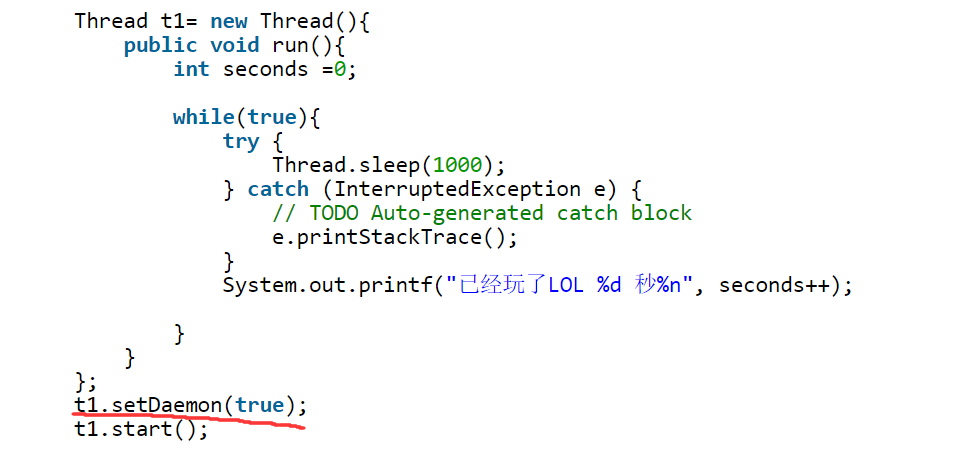 Thread t1= new Thread(){
    public void run(){
        int seconds =0;

        while(true){
            try {
                Thread.sleep(1000);
            } catch (InterruptedException e) {
                // TODO Auto-generated catch block
                e.printStackTrace();
            }
            System.out.printf("已经玩了LOL %d 秒%n", seconds++);

        }
    }
};
t1.setDaemon(true);
t1.start();